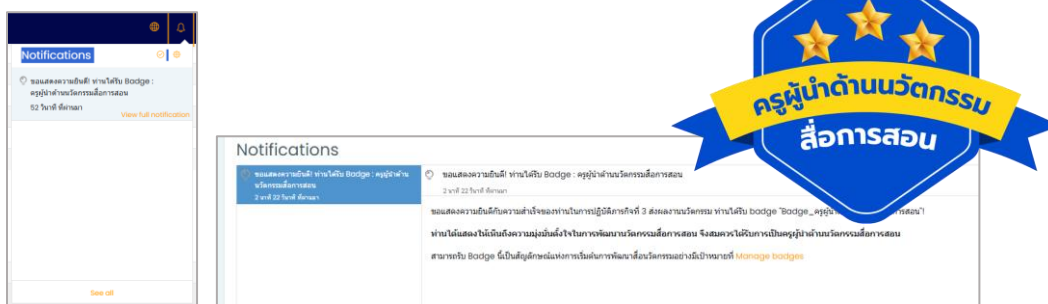 Notifications
ขอแสดงความยินดี! ท่านได้รับ Badge :
ครูผู้นำด้านนวัตกรรมสื่อการสอน
52 วินาที ที่ผ่านมา
View full notification
See all
Notifications
ขอแสดงความยินดี! ท่านได้รับ Badge : ครูผู้นำด้าน
นวัตกรรมสื่อการสอน
2 นาที 22 วินาที ที่ผ่านมา
ขอแสดงความยินดี! ท่านได้รับ Badge : ครูผู้นำด้านนวัตกรรมสื่อการสอน
2 นาที 22 วินาที ที่ผ่านมา
ขอแสดงความยินดีกับความสำเร็จของท่านในการปฏิบัติภารกิจที่ 3 ส่งผลงานนวัตกรรม ท่านได้รับ badge "Badge_ครูผู้นำ รสอน"!
ท่านได้แสดงให้เห็นถึงความมุ่งมั่นตั้งใจในการพัฒนานวัตกรรมสื่อการสอน จึงสมควรได้รับการเป็นครูผู้นำด้านนวัตกรรมสื่อการสอน
สามารถรับ Badge นี้เป็นสัญลักษณ์แห่งการเริ่มต้นการพัฒนาสื่อนวัตกรรมอย่างมีเป้าหมายที่ Manage badges
ครูผู้นำด้านนวัตกรรม
สื่อการสอน